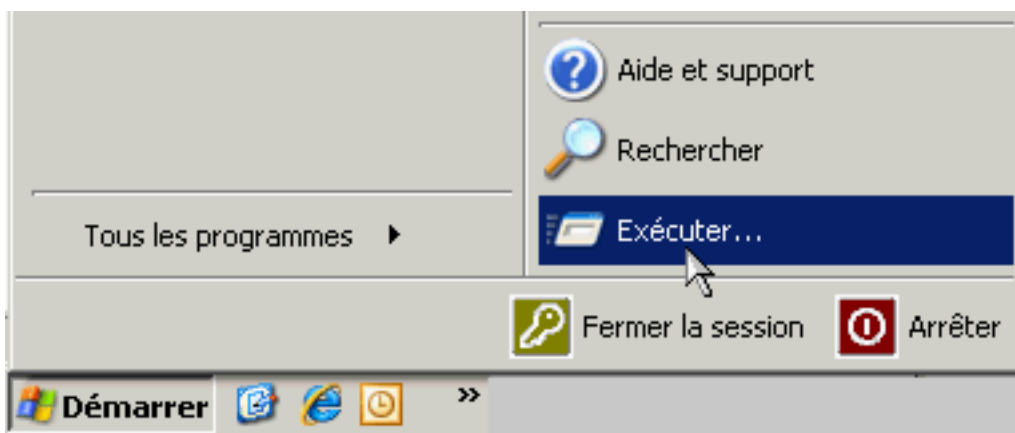 Aide et support
Rechercher
Tous les programmes
Exécuter...
Fermer la session
Arrêter
Démarrer
»